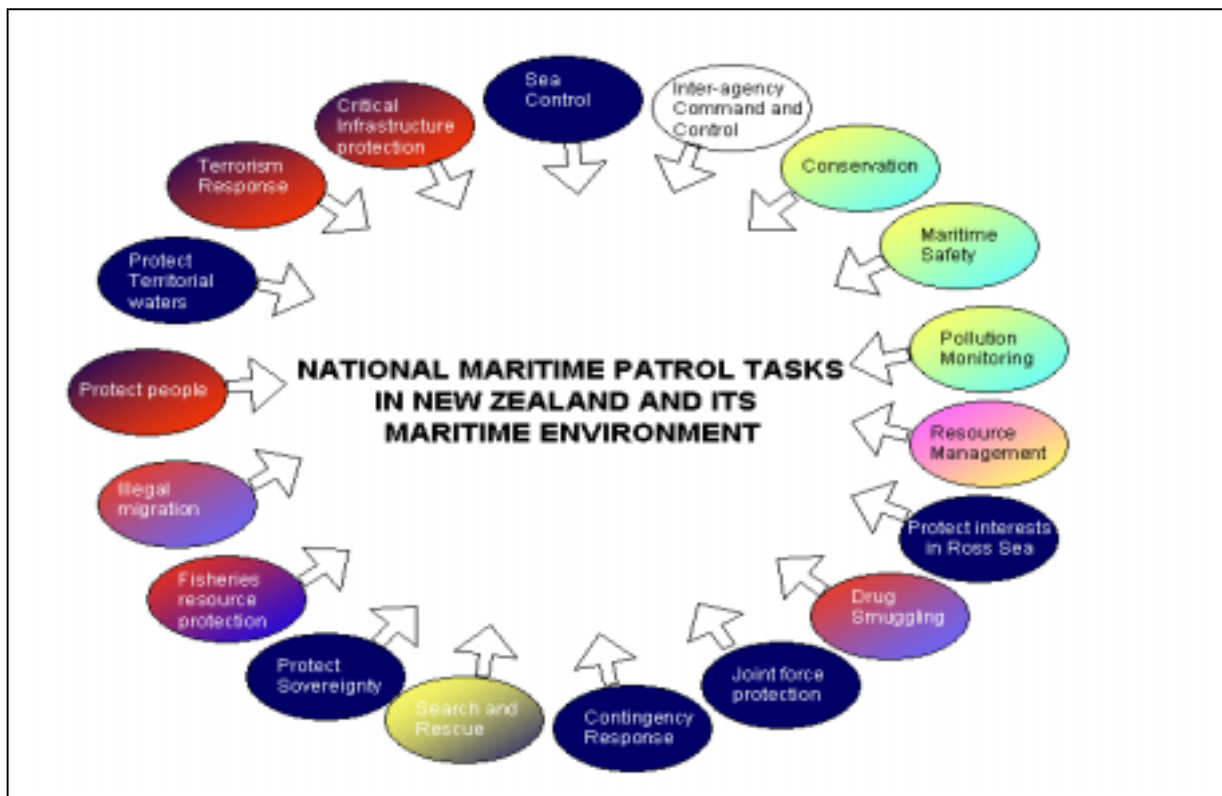 Sea
Control
Inter-agency
Command and
Control
Conservation
Maritime
Safety
Pollution
Monitoring
Resource
Management
Protect interests
in Ross Sea
Drug
Smuggling
Joint force
protection
Contingency
Response
Search and
Rescue
Protect
Sovereignty
Fisheries
resource
protection
Illegal
migration
Protect people
Protect
Territorial
waters
Terrorism
Response
Critical
Infrastructure
protection
NATIONAL MARITIME PATROL TASKS
IN NEW ZEALAND AND ITS
MARITIME ENVIRONMENT